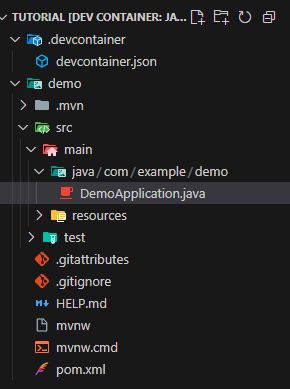 TUTORIAL [DEV CONTAINER: JA...
.devcontainer
devcontainer.json
demo
.mvn
src
main
java/com/example/demo
DemoApplication.java
resources
test
.gitattributes
.gitignore
HELP.md
mvnw
mvnw.cmd
pom.xml